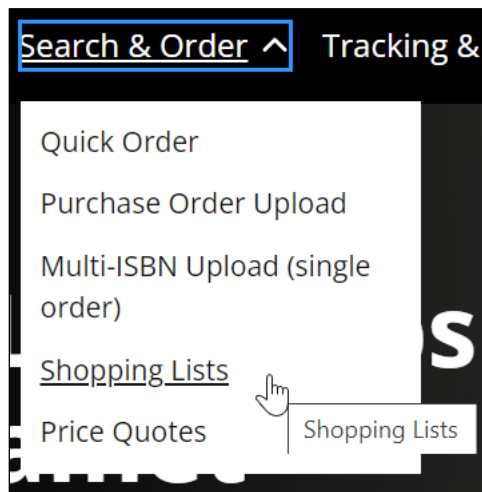 Search & Order Tracking &
Quick Order
Purchase Order Upload
Multi-ISBN Upload (single
order)
Shopping Lists
Price Quotes
Shopping Lists